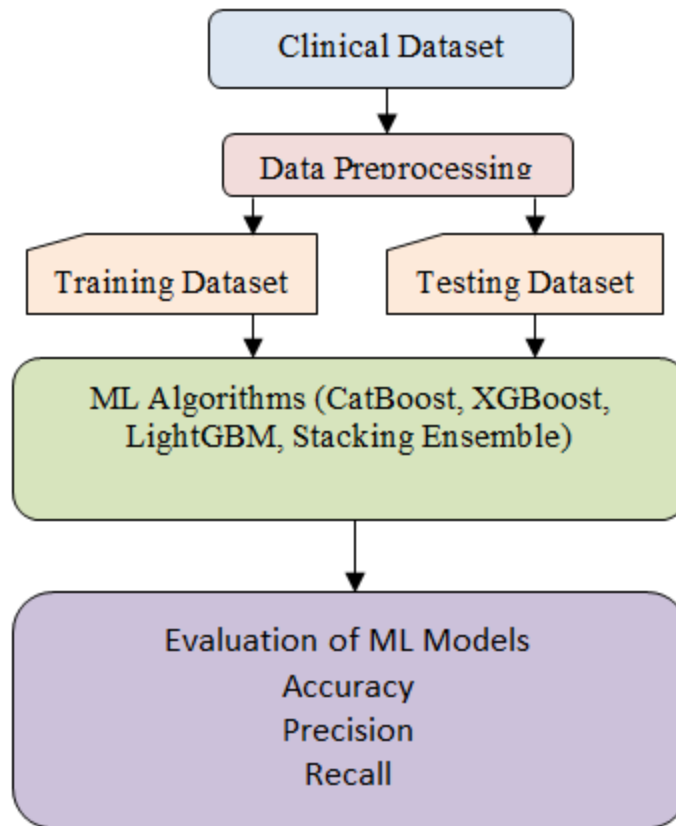 Clinical Dataset
Data Preprocessing
Training Dataset
Testing Dataset
ML Algorithms (CatBoost, XGBoost,
LightGBM, Stacking Ensemble)
Evaluation of ML Models
Accuracy
Precision
Recall